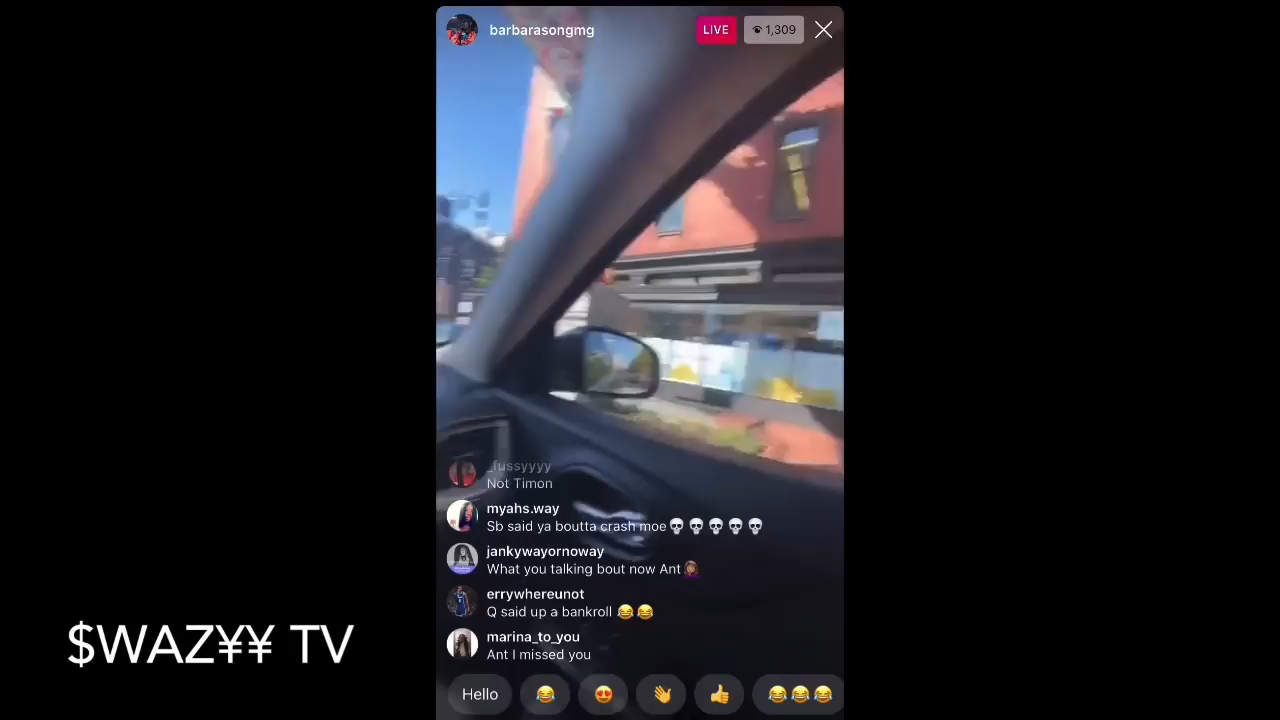 barbarasongmg
LIVE
1,309
_fussyyyy
Not Timon
myahs.way
Sb said ya boutta crash moe💀💀💀💀💀
jankywayornoway
What you talking bout now Ant🤦🏾‍♀️
errywhereunot
Q said up a bankroll 😂😂
marina_to_you
Ant I missed you
Hello 😂 😍 👋 👍 😂😂😂
$WAZ¥¥ TV